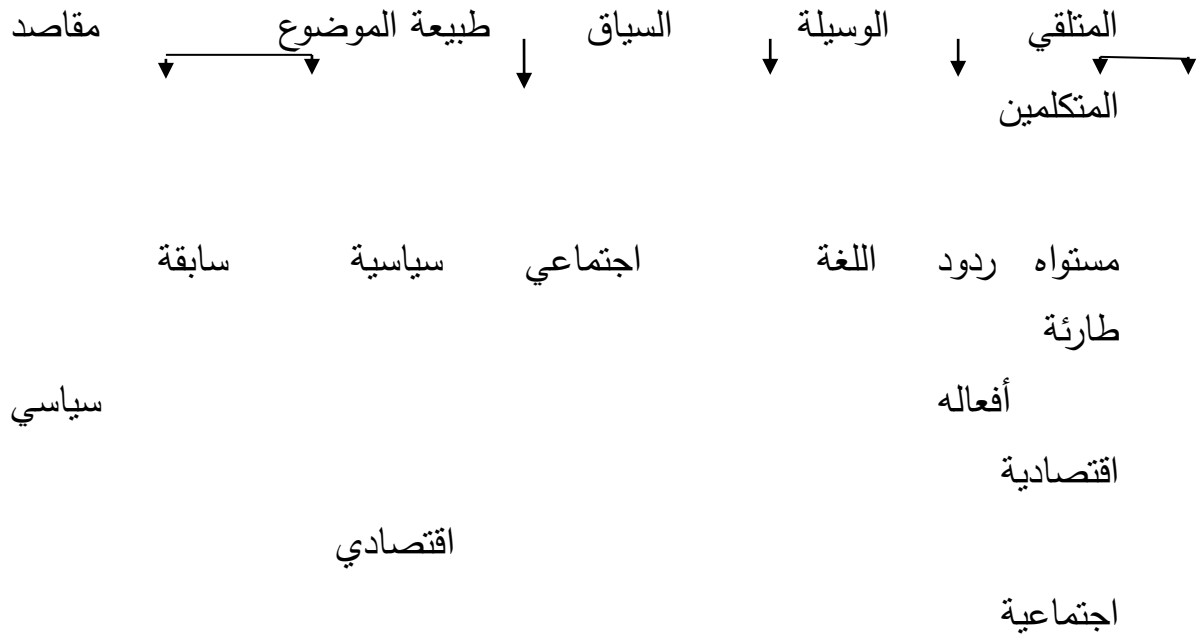 المتلقي الوسيلة السياق طبيعة الموضوع مقاصد
المتكلمين
مستواه ردود اللغة اجتماعي سياسية سابقة
طارئة
أفعاله سياسي
اقتصادية
اقتصادي
اجتماعية